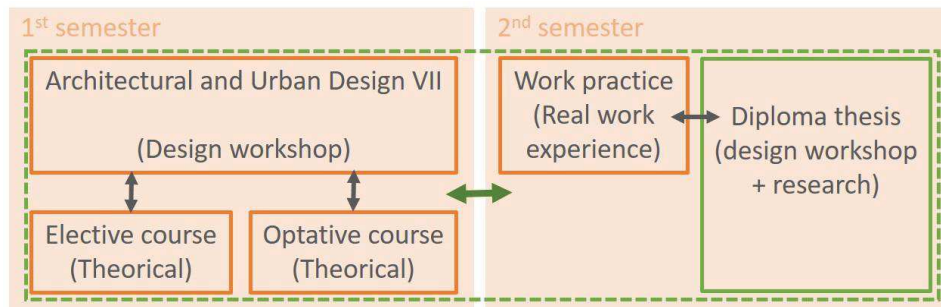 1st semester
Architectural and Urban Design VII
(Design workshop)
Elective course
(Theorical)
Optative course
(Theorical)
2nd semester
Work practice
(Real work
experience)
Diploma thesis
(design workshop
+ research)